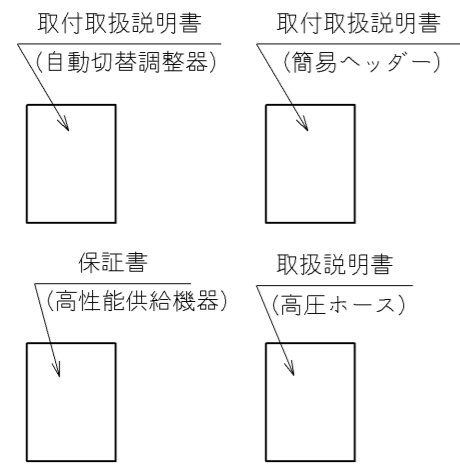 取付取扱説明書
(自動切替調整器)
取付取扱説明書
(簡易ヘッダー)
保証書
(高性能供給機器)
取扱説明書
(高圧ホース)